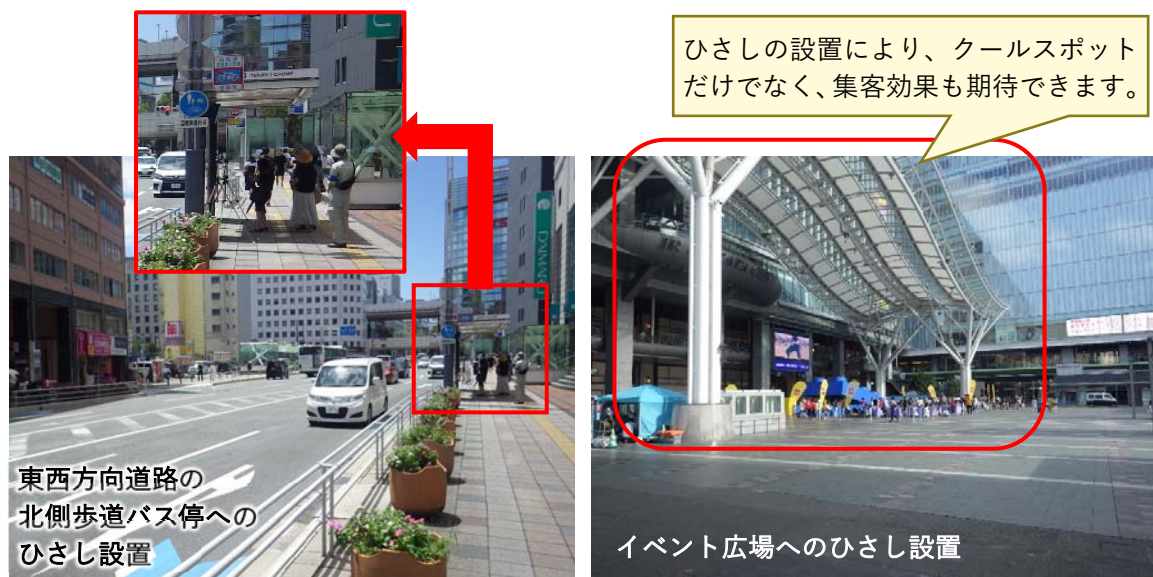 ひさしの設置により、クールスポット
だけでなく、集客効果も期待できます。
東西方向道路の
北側歩道バス停への
ひさし設置
イベント広場へのひさし設置